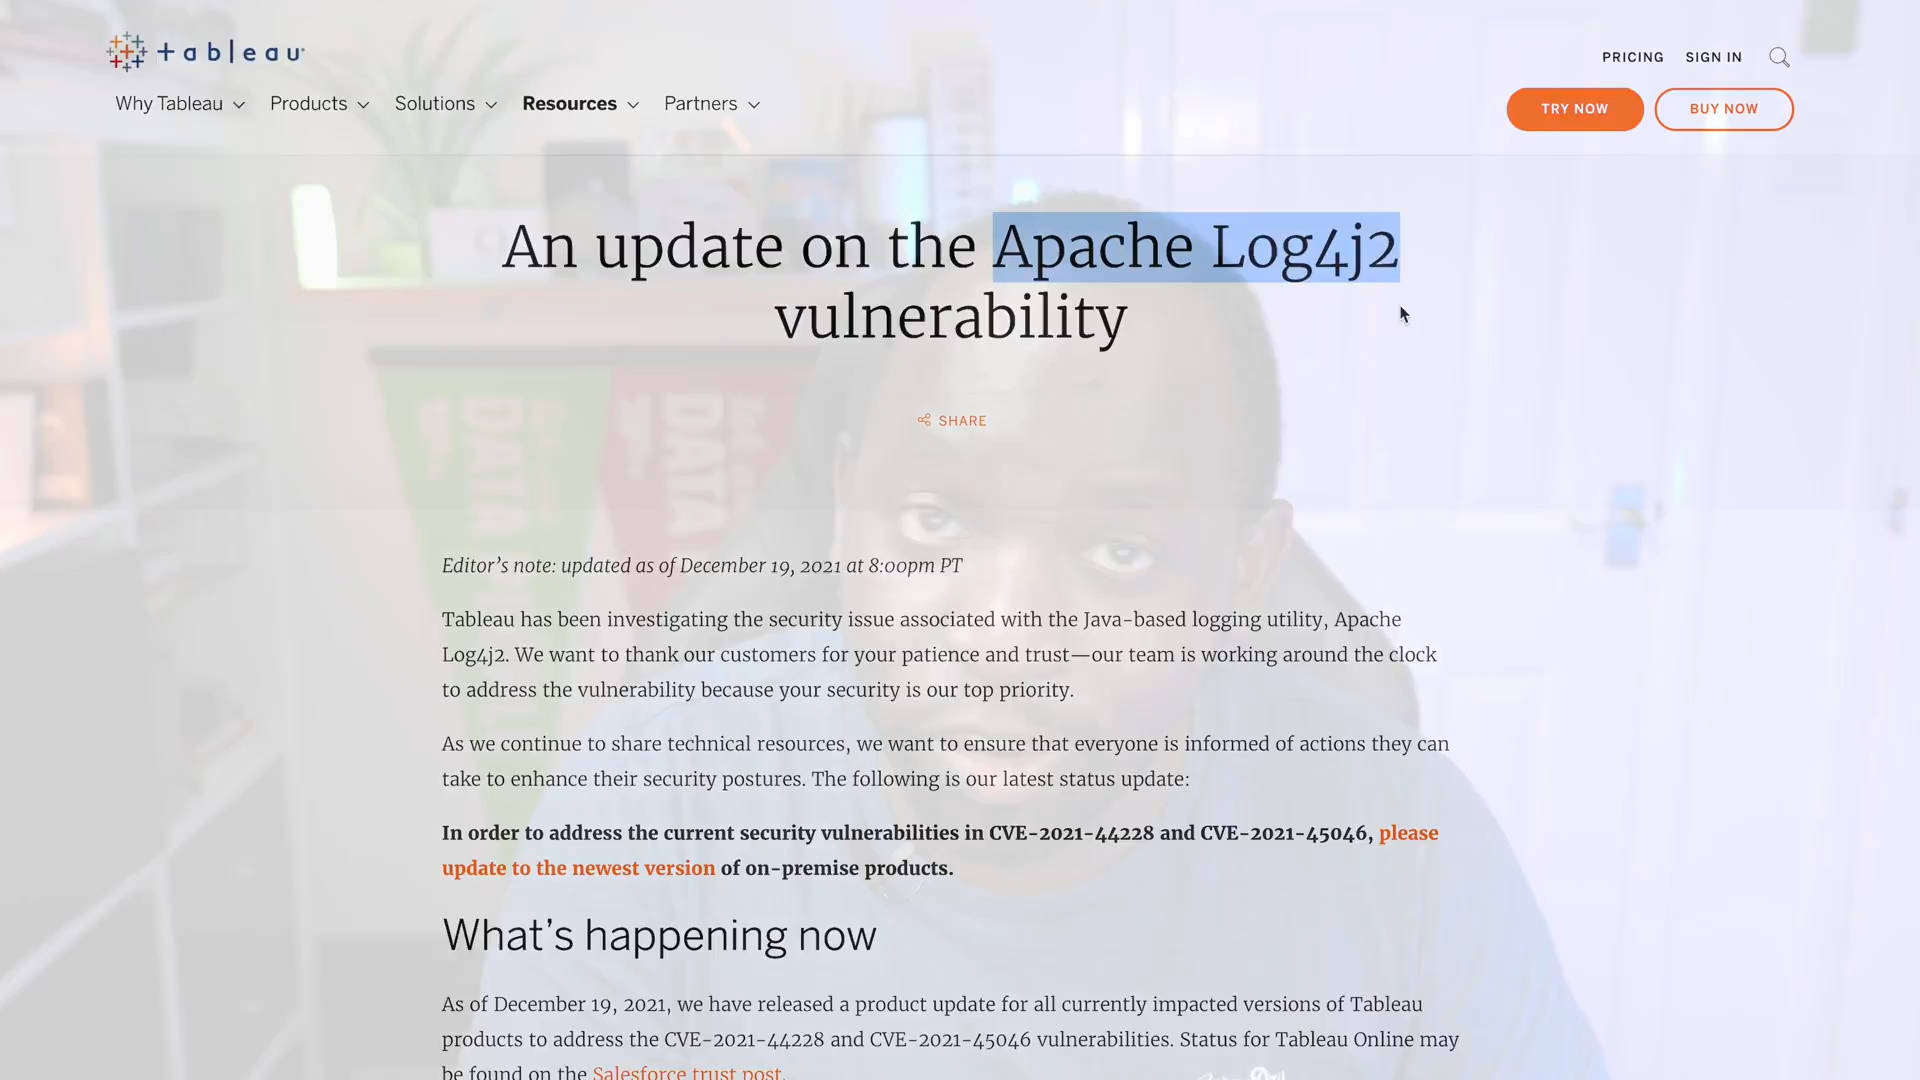 tableau
PRICING SIGN IN
Why Tableau Products Solutions Resources Partners
TRY NOW BUY NOW
An update on the Apache Log4j2
vulnerability
SHARE
DATA
DATA
Editor’s note: updated as of December 19, 2021 at 8:00pm PT
Tableau has been investigating the security issue associated with the Java-based logging utility, Apache
Log4j2. We want to thank our customers for your patience and trust—our team is working around the clock
to address the vulnerability because your security is our top priority.
As we continue to share technical resources, we want to ensure that everyone is informed of actions they can
take to enhance their security postures. The following is our latest status update:
In order to address the current security vulnerabilities in CVE-2021-44228 and CVE-2021-45046, please
update to the newest version of on-premise products.
What’s happening now
As of December 19, 2021, we have released a product update for all currently impacted versions of Tableau
products to address the CVE-2021-44228 and CVE-2021-45046 vulnerabilities. Status for Tableau Online may
be found on the Salesforce trust post.